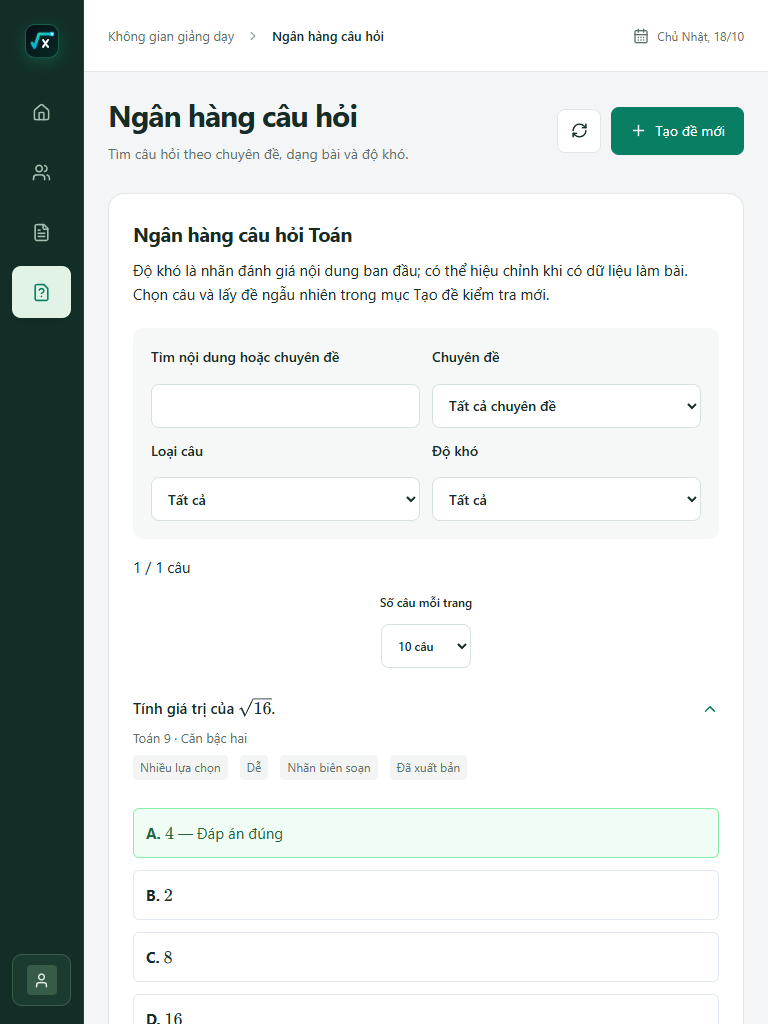 √x
Không gian giảng dạy > Ngân hàng câu hỏi
Chủ Nhật, 18/10
Ngân hàng câu hỏi
Tìm câu hỏi theo chuyên đề, dạng bài và độ khó.
+ Tạo đề mới
Ngân hàng câu hỏi Toán
Độ khó là nhãn đánh giá nội dung ban đầu; có thể hiệu chỉnh khi có dữ liệu làm bài.
Chọn câu và lấy đề ngẫu nhiên trong mục Tạo đề kiểm tra mới.
Tìm nội dung hoặc chuyên đề
Chuyên đề
Tất cả chuyên đề
Loại câu
Độ khó
Tất cả
Tất cả
1 / 1 câu
Số câu mỗi trang
10 câu
Tính giá trị của √16.
Toán 9 · Căn bậc hai
Nhiều lựa chọn Dễ Nhãn biên soạn Đã xuất bản
A. 4 — Đáp án đúng
B. 2
C. 8
D. 16